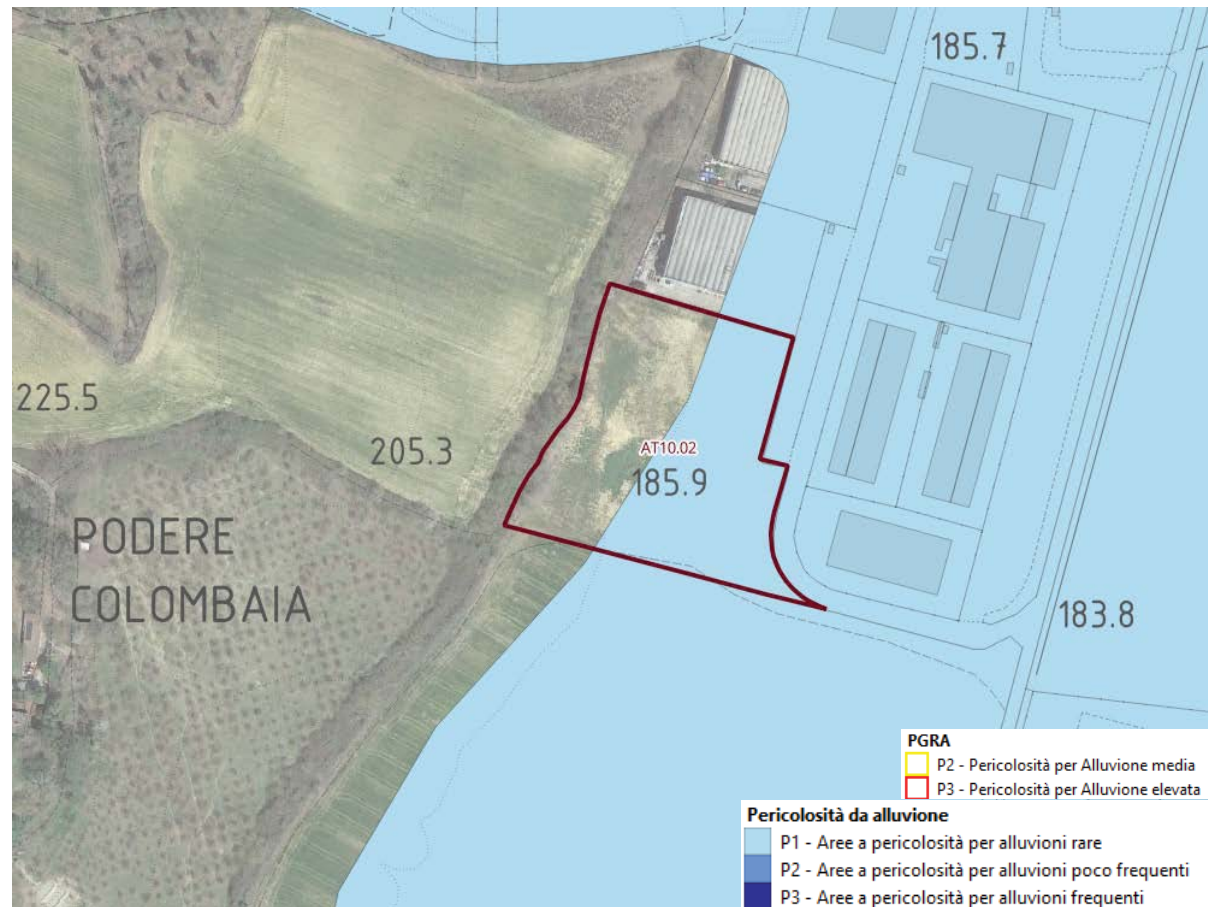 185.7
225.5
205.3
AT10.02
185.9
PODERE
COLOMBAIA
183.8
PGRA
P2 - Pericolosità per Alluvione media
P3 - Pericolosità per Alluvione elevata
Pericolosità da alluvione
P1 - Aree a pericolosità per alluvioni rare
P2 - Aree a pericolosità per alluvioni poco frequenti
P3 - Aree a pericolosità per alluvioni frequenti